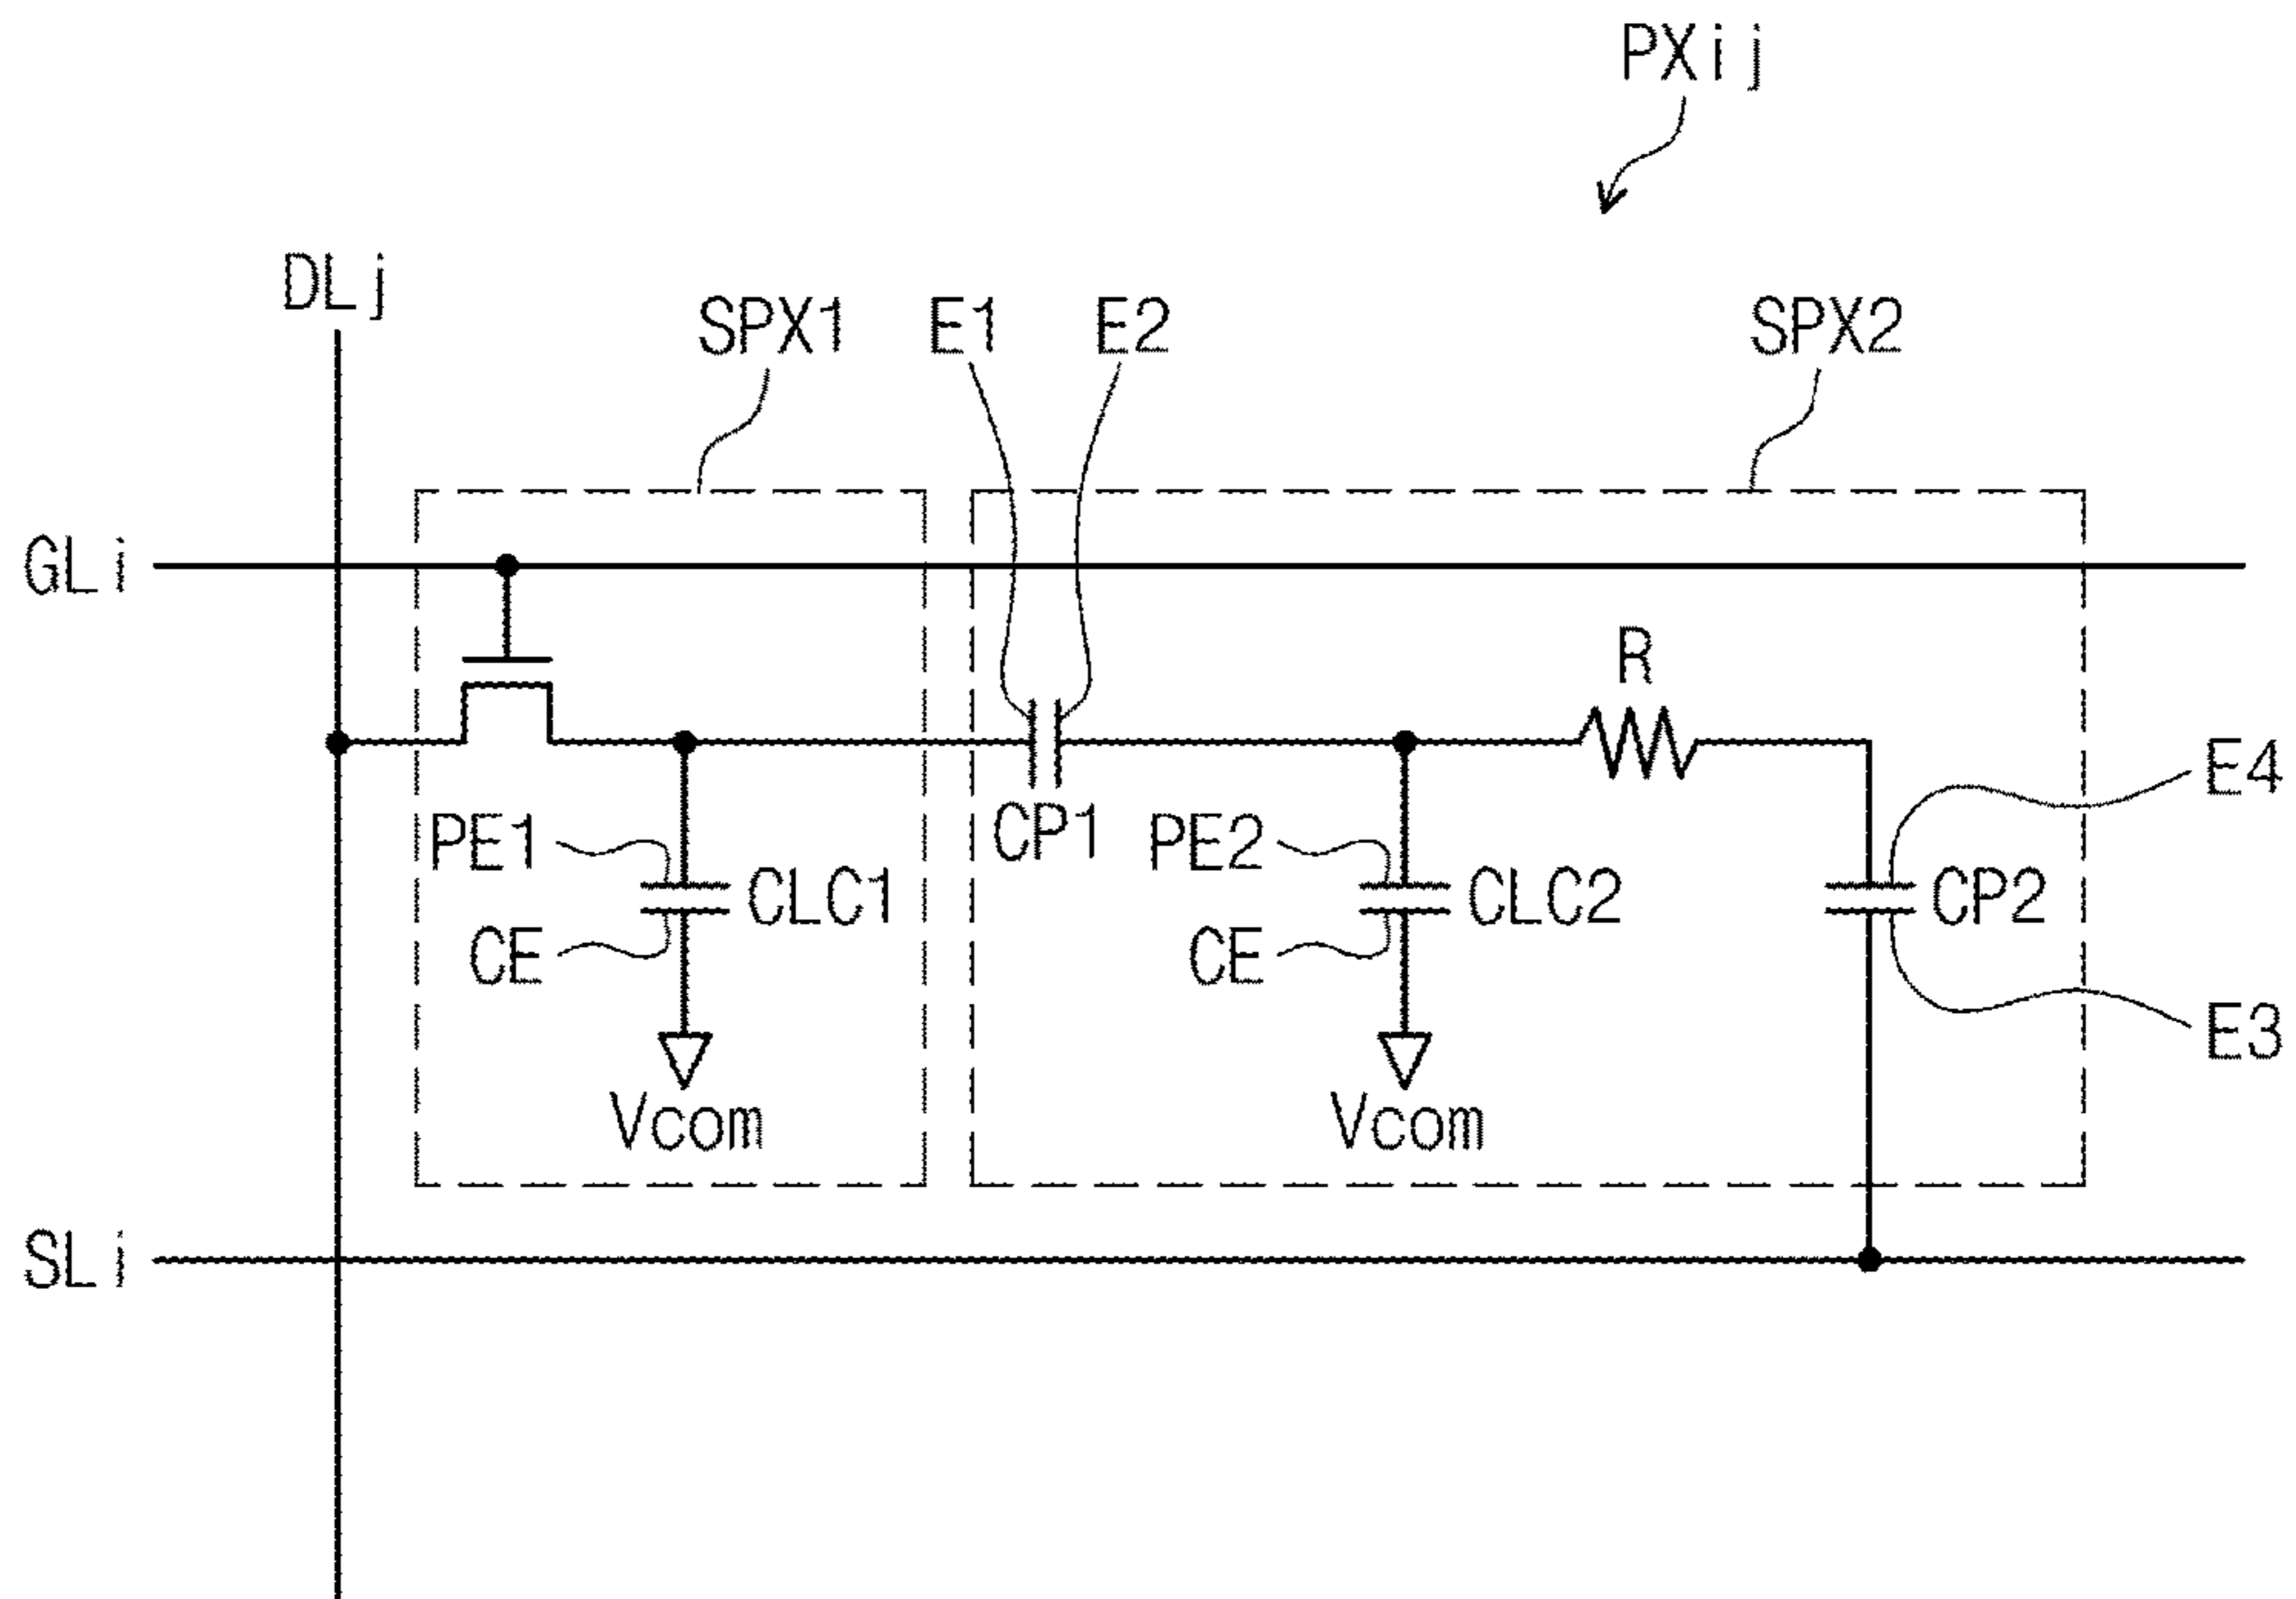 PXij
DLj
SPX1
E1
E2
SPX2
GLi
R
E4
PE1
CP1
PE2
CLC1
CLC2
CP2
CE
CE
E3
Vcom
Vcom
SLi